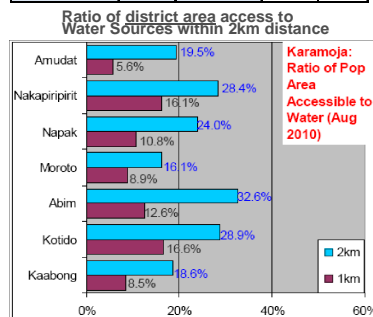 Ratio of district area access to
Water Sources within 2km distance
Karamoja:
Ratio of Pop
Area
Accessible to
Water (Aug
2010)
Amudat
19.5%
5.6%
Nakapiripirit
28.4%
16.1%
Napak
24.0%
10.8%
Moroto
16.1%
8.9%
Abim
32.6%
12.6%
Kotido
28.9%
16.6%
Kaabong
18.6%
8.5%
2km
1km
0% 20% 40% 60%